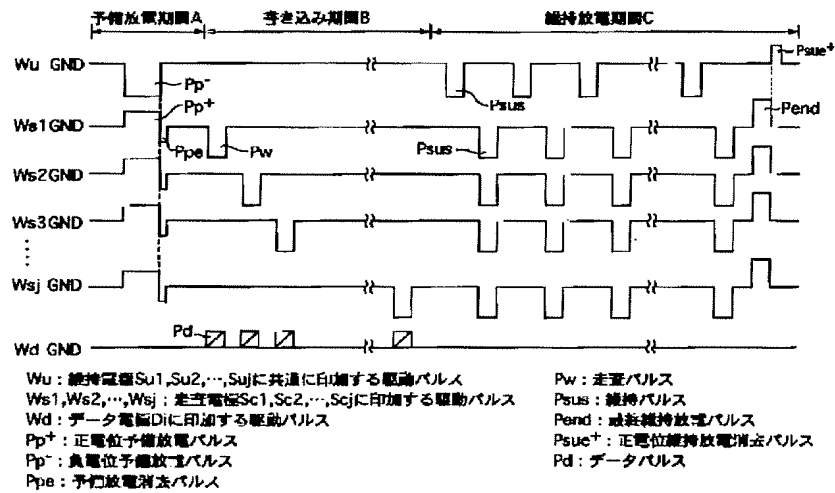 予備放電期間A 書き込み期間B 維持放電期間C
Wu GND
Pp-
Psus
Psue+
Pp+
Ws1GND
Ppe
Pw
Psus
Pend
Ws2GND
Ws3GND
Wsj GND
Pd
Wd GND
Wu：維持電極Su1,Su2,…,Sujに共通に印加する駆動パルス
Ws1,Ws2,…,Wsj：走査電極Sc1,Sc2,…,Scjに印加する駆動パルス
Wd：データ電極Diに印加する駆動パルス
Pp+：正電位予備放電パルス
Pp-：負電位予備放電パルス
Ppe：予備放電消去パルス
Pw：走査パルス
Psus：維持パルス
Pend：最終維持放電パルス
Psue+：正電位維持放電消去パルス
Pd：データパルス